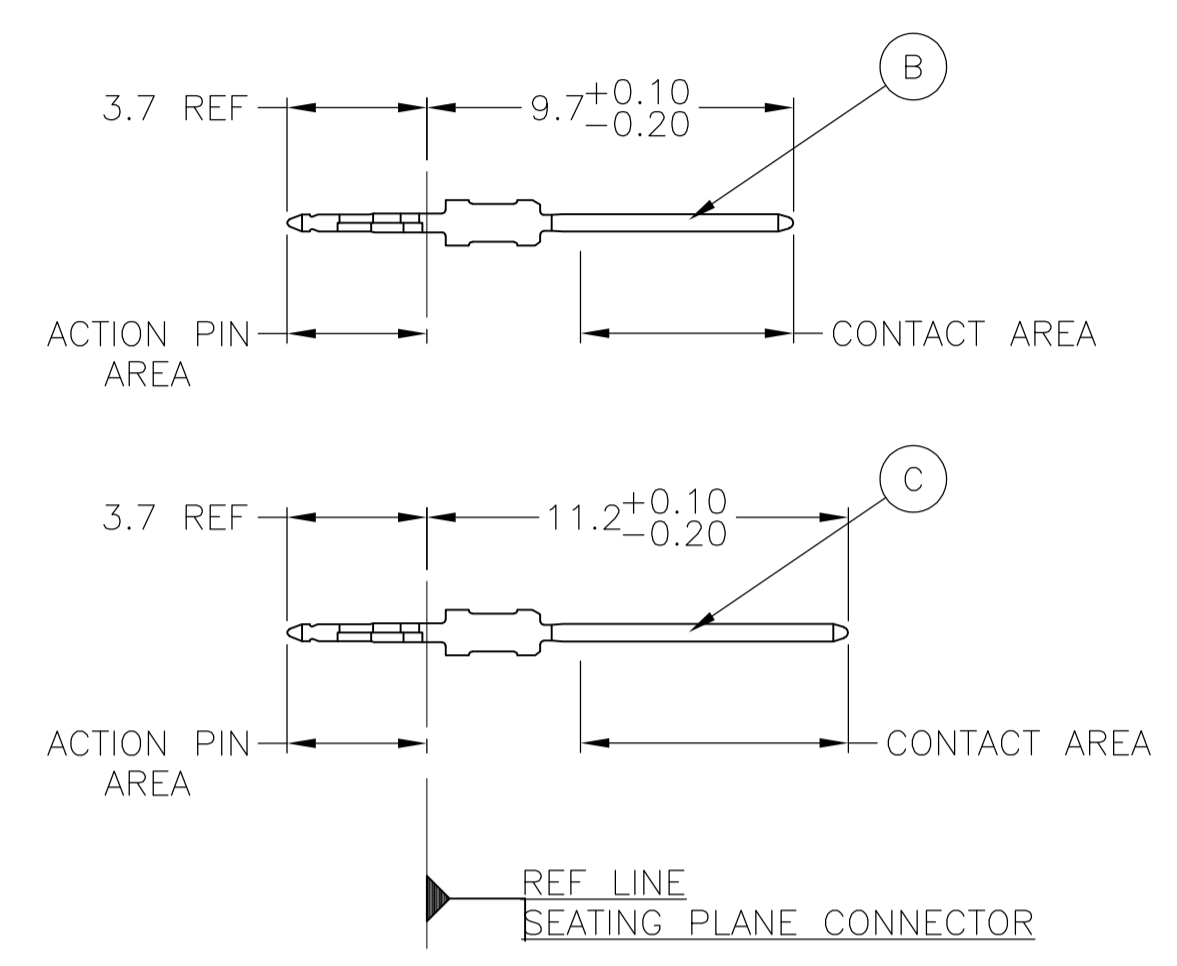 B
3.7 REF
9.7 +0.10
-0.20
ACTION PIN
AREA
CONTACT AREA
C
3.7 REF
11.2 +0.10
-0.20
ACTION PIN
AREA
CONTACT AREA
REF LINE
SEATING PLANE CONNECTOR